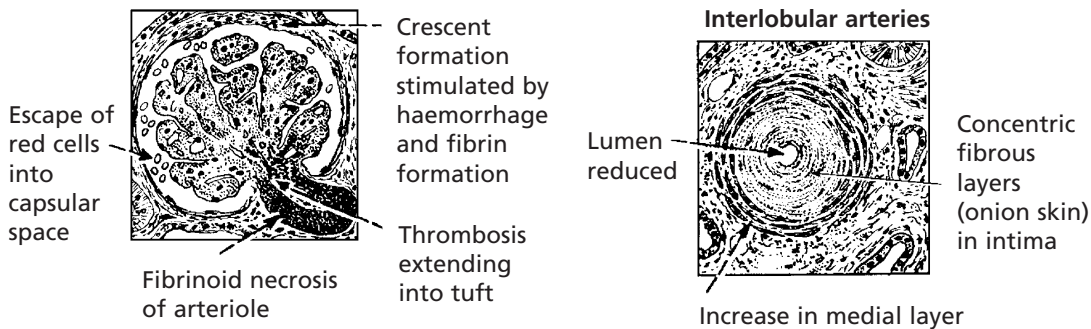 Crescent
formation
stimulated by
haemorrhage
and fibrin
formation
Escape of
red cells
into
capsular
space
Thrombosis
extending
into tuft
Fibrinoid necrosis
of arteriole
Interlobular arteries
Lumen
reduced
Concentric
fibrous
layers
(onion skin)
in intima
Increase in medial layer